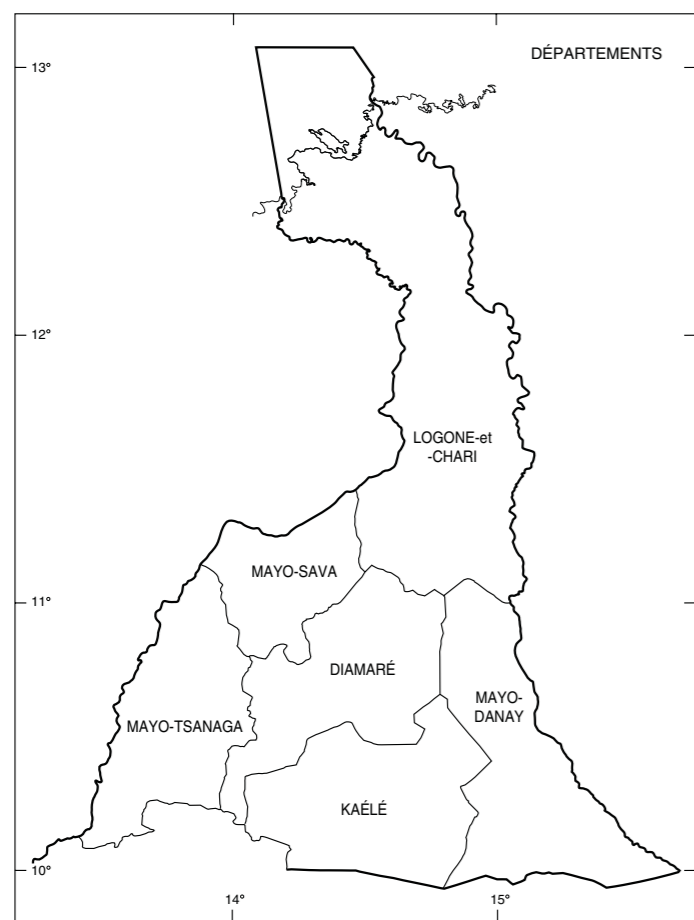 DÉPARTEMENTS
13°
12°
LOGONE-et
-CHARI
MAYO-SAVA
11°
DIAMARÉ
MAYO-
DANAY
MAYO-TSANAGA
KAÉLÉ
10°
14°
15°